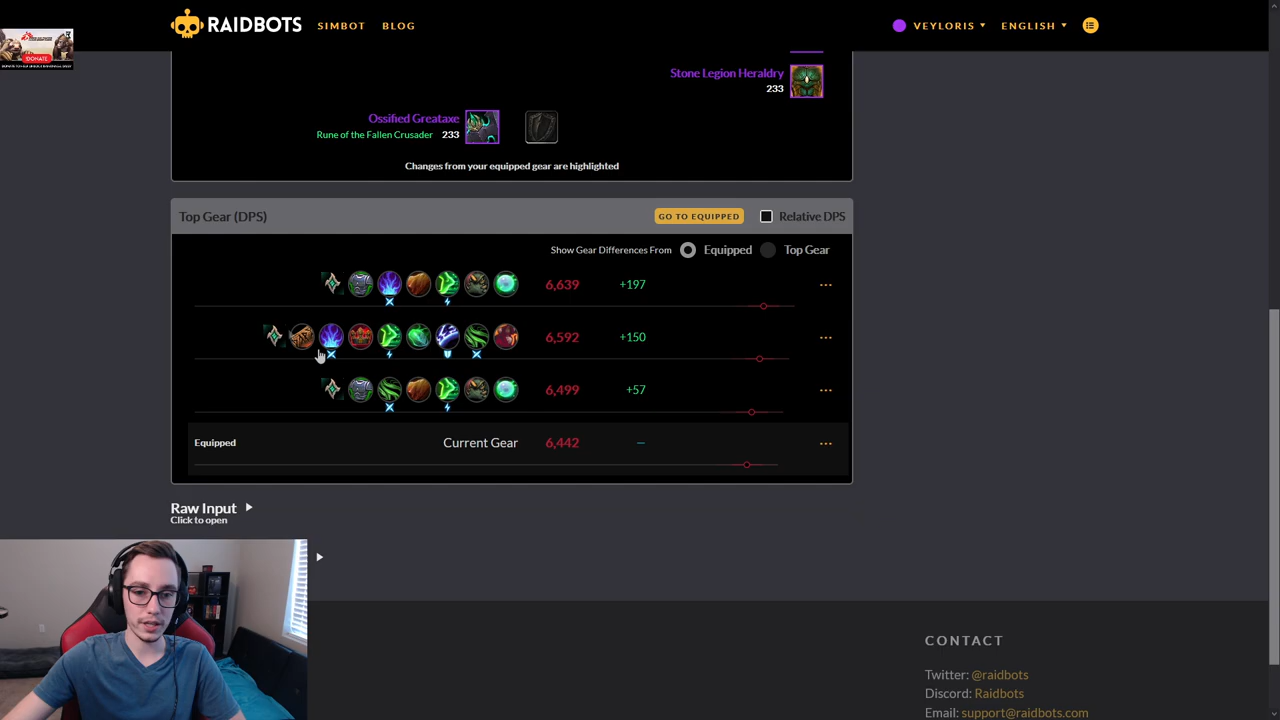 RAIDBOTS SIMBOT BLOG VEYLORIS ENGLISH
DONATE
Stone Legion Heraldry
233
Ossified Greataxe
Rune of the Fallen Crusader 233
Changes from your equipped gear are highlighted
Top Gear (DPS) GO TO EQUIPPED Relative DPS
Show Gear Differences From Equipped Top Gear
6,639 +197 ...
6,592 +150 ...
6,499 +57 ...
Equipped Current Gear 6,442 – ...
Raw Input
Click to open
CONTACT
Twitter: @raidbots
Discord: Raidbots
Email: support@raidbots.com